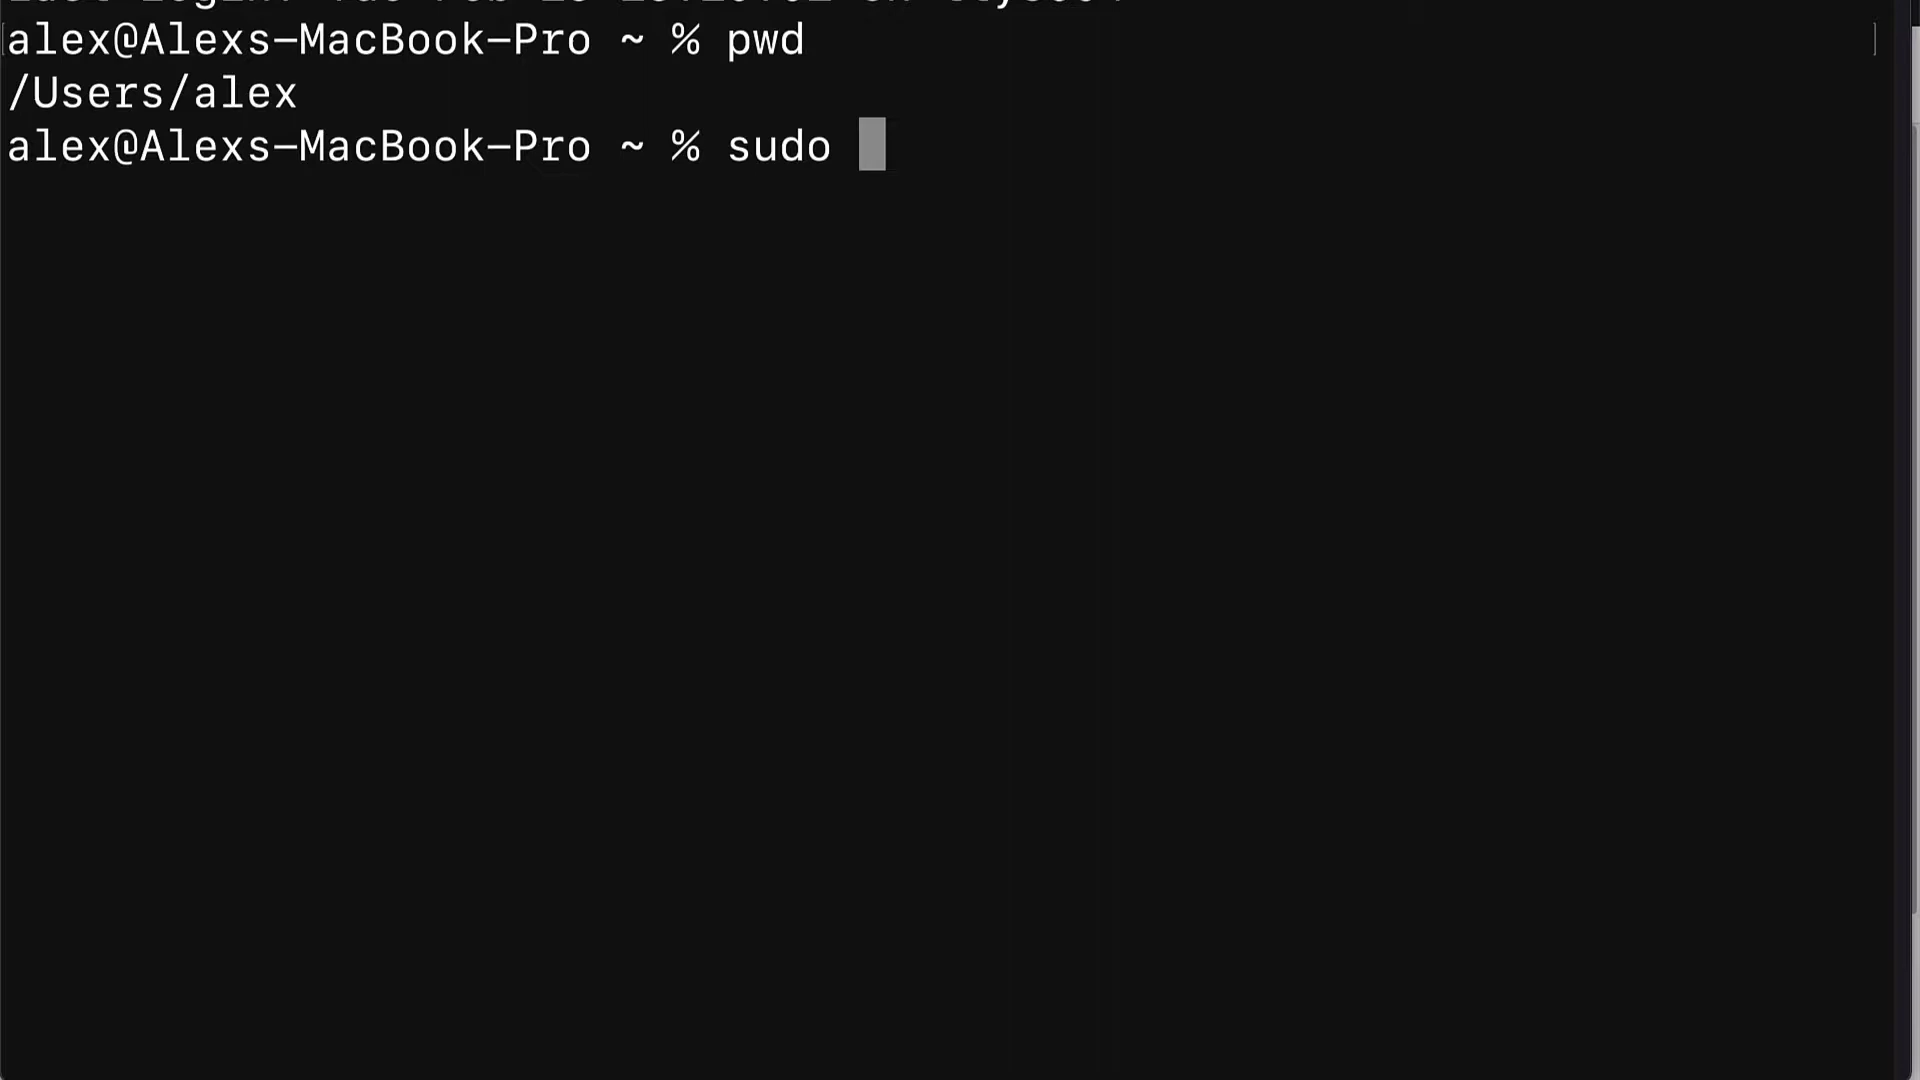 alex@Alexs-MacBook-Pro ~ % pwd
/Users/alex
alex@Alexs-MacBook-Pro ~ % sudo